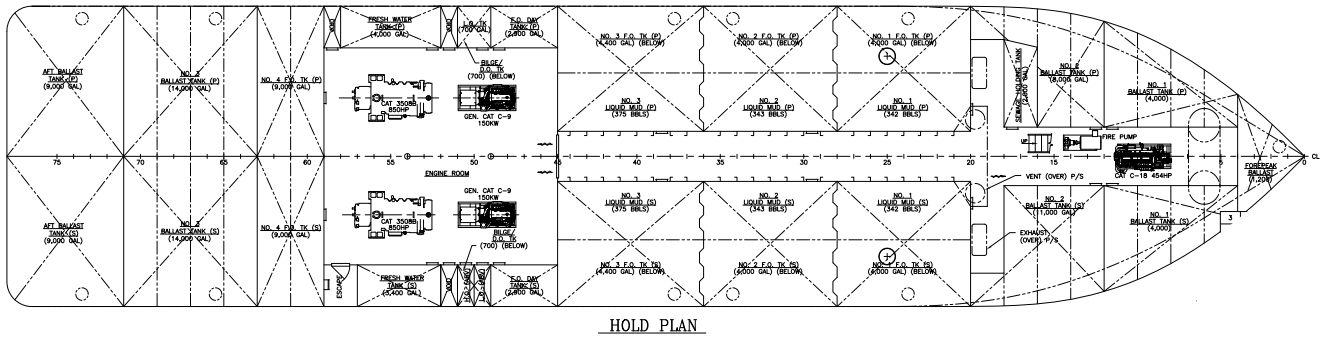 AFT BALLAST
TANK (P)
(9,000 GAL)
NO. 3
BALLAST TANK (P)
(14,000 GAL)
NO. 4 F.O. TK (P)
(9,000 GAL)
VOID
FRESH WATER
TANK (P)
(4,000 GAL)
VOID
L.O. TK
(700 GAL)
F.O. DAY
TANK (P)
(2,900 GAL)
BILGE/
D.O. TK
(700) (BELOW)
CAT 3508B
850HP
GEN. CAT C-9
150KW
NO. 3 F.O. TK (P)
(4,400 GAL) (BELOW)
NO. 2 F.O. TK (P)
(4,000 GAL) (BELOW)
NO. 1 F.O. TK (P)
(4,000 GAL) (BELOW)
NO. 3
LIQUID MUD (P)
(375 BBLS)
NO. 2
LIQUID MUD (P)
(343 BBLS)
NO. 1
LIQUID MUD (P)
(342 BBLS)
SEWAGE HOLDING TANK
NO. 2
BALLAST TANK (P)
(8,000 GAL)
NO. 1
BALLAST TANK (P)
(4,000)
UP
FIRE PUMP
CAT C-18 454HP
75
70
65
60
55
50
45
40
35
30
25
20
15
10
5
0
CL
FOREPEAK
BALLAST
ENGINE ROOM
VENT (OVER) P/S
EXHAUST
(OVER) P/S
3
AFT BALLAST
TANK (S)
(9,000 GAL)
NO. 3
BALLAST TANK (S)
(14,000 GAL)
NO. 4 F.O. TK (S)
(9,000 GAL)
CAT 3508B
850HP
GEN. CAT C-9
150KW
BILGE/
D.O. TK
(700) (BELOW)
ESCAPE
FRESH WATER
TANK (S)
(3,400 GAL)
VOID
F.O. DAY
TANK (S)
(2,900 GAL)
NO. 3
LIQUID MUD (S)
(375 BBLS)
NO. 2
LIQUID MUD (S)
(343 BBLS)
NO. 1
LIQUID MUD (S)
(342 BBLS)
NO. 3 F.O. TK (S)
(4,400 GAL) (BELOW)
NO. 2 F.O. TK (S)
(4,000 GAL) (BELOW)
NO. 1 F.O. TK (S)
(4,000 GAL) (BELOW)
NO. 2
BALLAST TANK (S)
(11,000 GAL)
NO. 1
BALLAST TANK (S)
(4,000)
HOLD PLAN